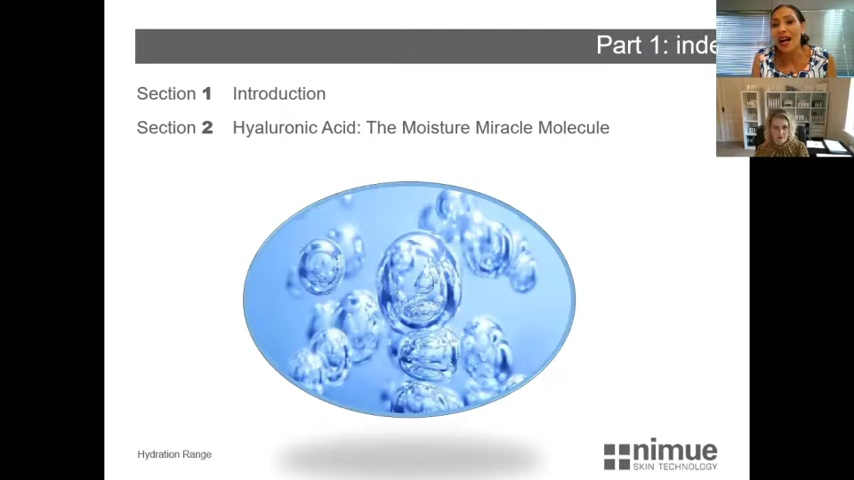 Part 1: inde
Section 1 Introduction
Section 2 Hyaluronic Acid: The Moisture Miracle Molecule
Hydration Range
nimue
SKIN TECHNOLOGY